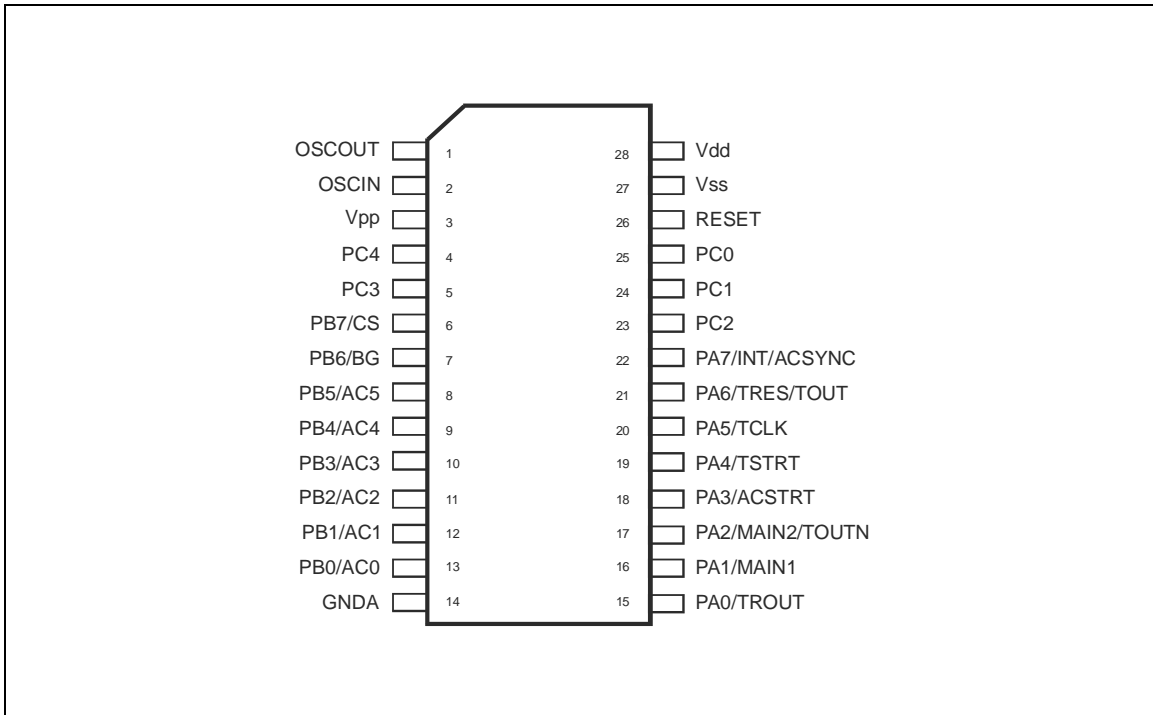 OSCOUT 1 28 Vdd
OSCIN 2 27 Vss
Vpp 3 26 RESET
PC4 4 25 PC0
PC3 5 24 PC1
PB7/CS 6 23 PC2
PB6/BG 7 22 PA7/INT/ACSYNC
PB5/AC5 8 21 PA6/TRES/TOUT
PB4/AC4 9 20 PA5/TCLK
PB3/AC3 10 19 PA4/TSTRT
PB2/AC2 11 18 PA3/ACSTRT
PB1/AC1 12 17 PA2/MAIN2/TOUTN
PB0/AC0 13 16 PA1/MAIN1
GNDA 14 15 PA0/TROUT